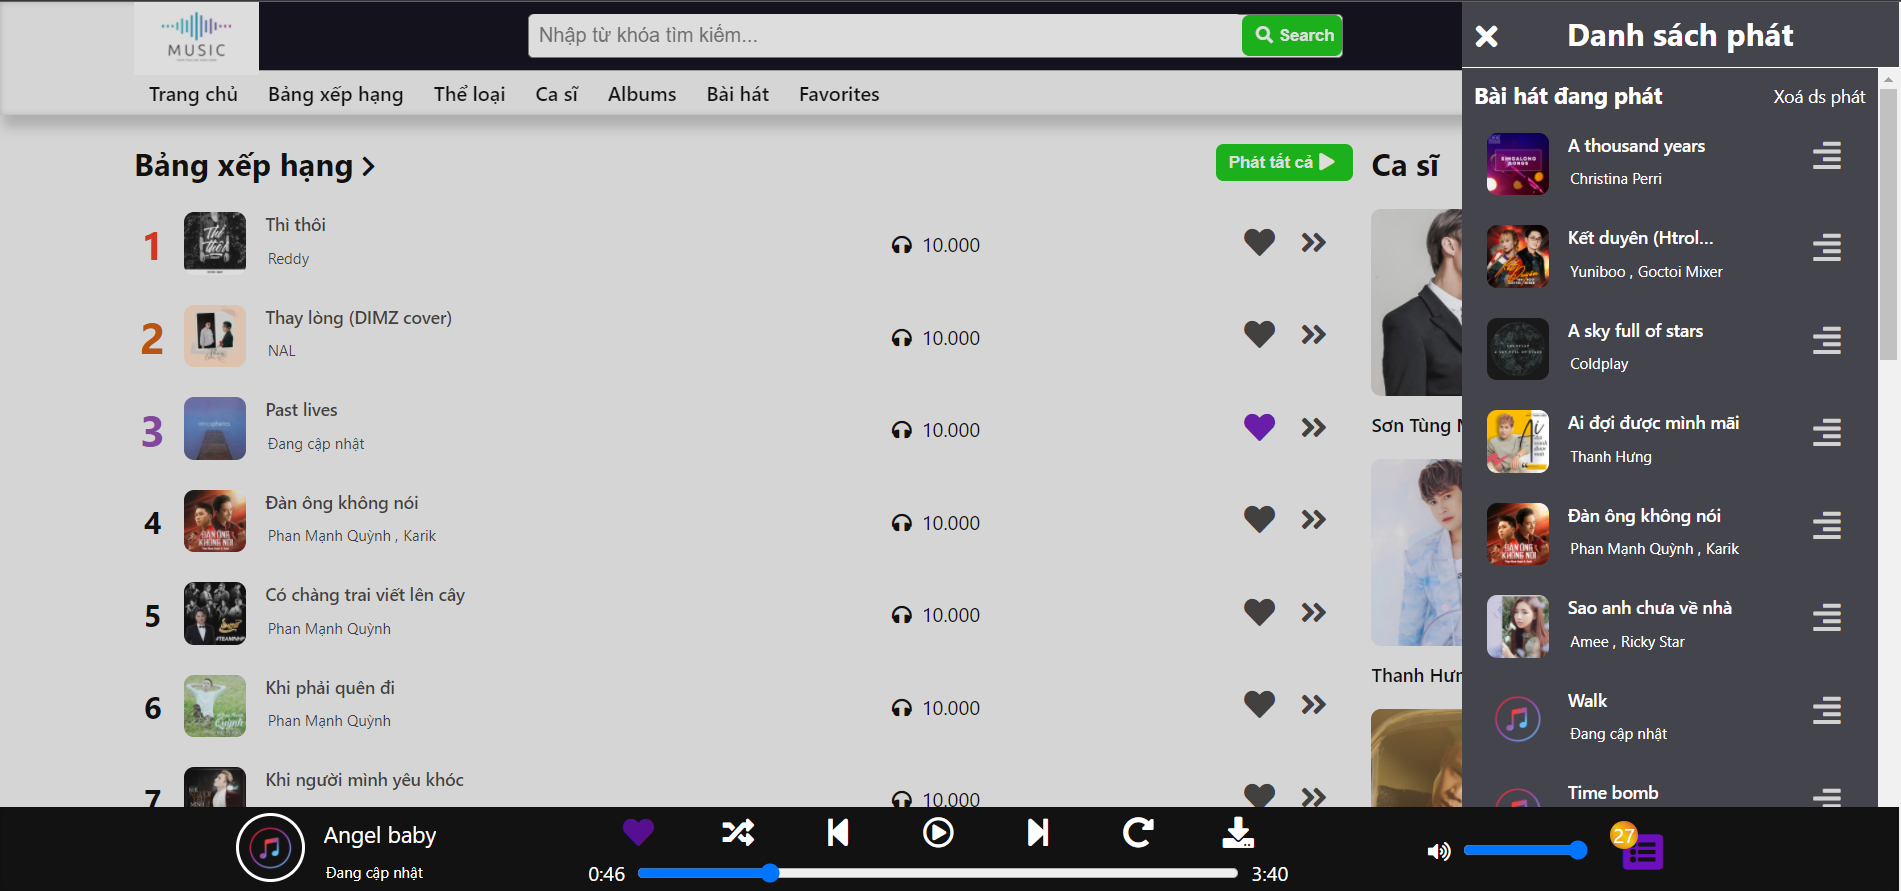 MUSIC
Nhập từ khóa tìm kiếm...
Search
Trang chủ
Bảng xếp hạng
Thể loại
Ca sĩ
Albums
Bài hát
Favorites
Bảng xếp hạng
Phát tất cả
1
Thì thôi
Reddy
10.000
2
Thay lòng (DIMZ cover)
NAL
10.000
3
Past lives
Đang cập nhật
10.000
4
Đàn ông không nói
Phan Mạnh Quỳnh , Karik
10.000
5
Có chàng trai viết lên cây
Phan Mạnh Quỳnh
10.000
6
Khi phải quên đi
Phan Mạnh Quỳnh
10.000
7
Khi người mình yêu khóc
10.000
Ca sĩ
Sơn Tùng
Thanh Hưn
Danh sách phát
Bài hát đang phát
Xoá ds phát
SINGALONG
SONGS
A thousand years
Christina Perri
Kết duyên (Htrol...
Yuniboo , Goctoi Mixer
A sky full of stars
Coldplay
Ai đợi được mình mãi
Thanh Hưng
ĐÀN ÔNG
KHÔNG NÓI
Đàn ông không nói
Phan Mạnh Quỳnh , Karik
Sao anh chưa về nhà
Amee , Ricky Star
Walk
Đang cập nhật
Time bomb
Angel baby
Đang cập nhật
0:46
3:40
27